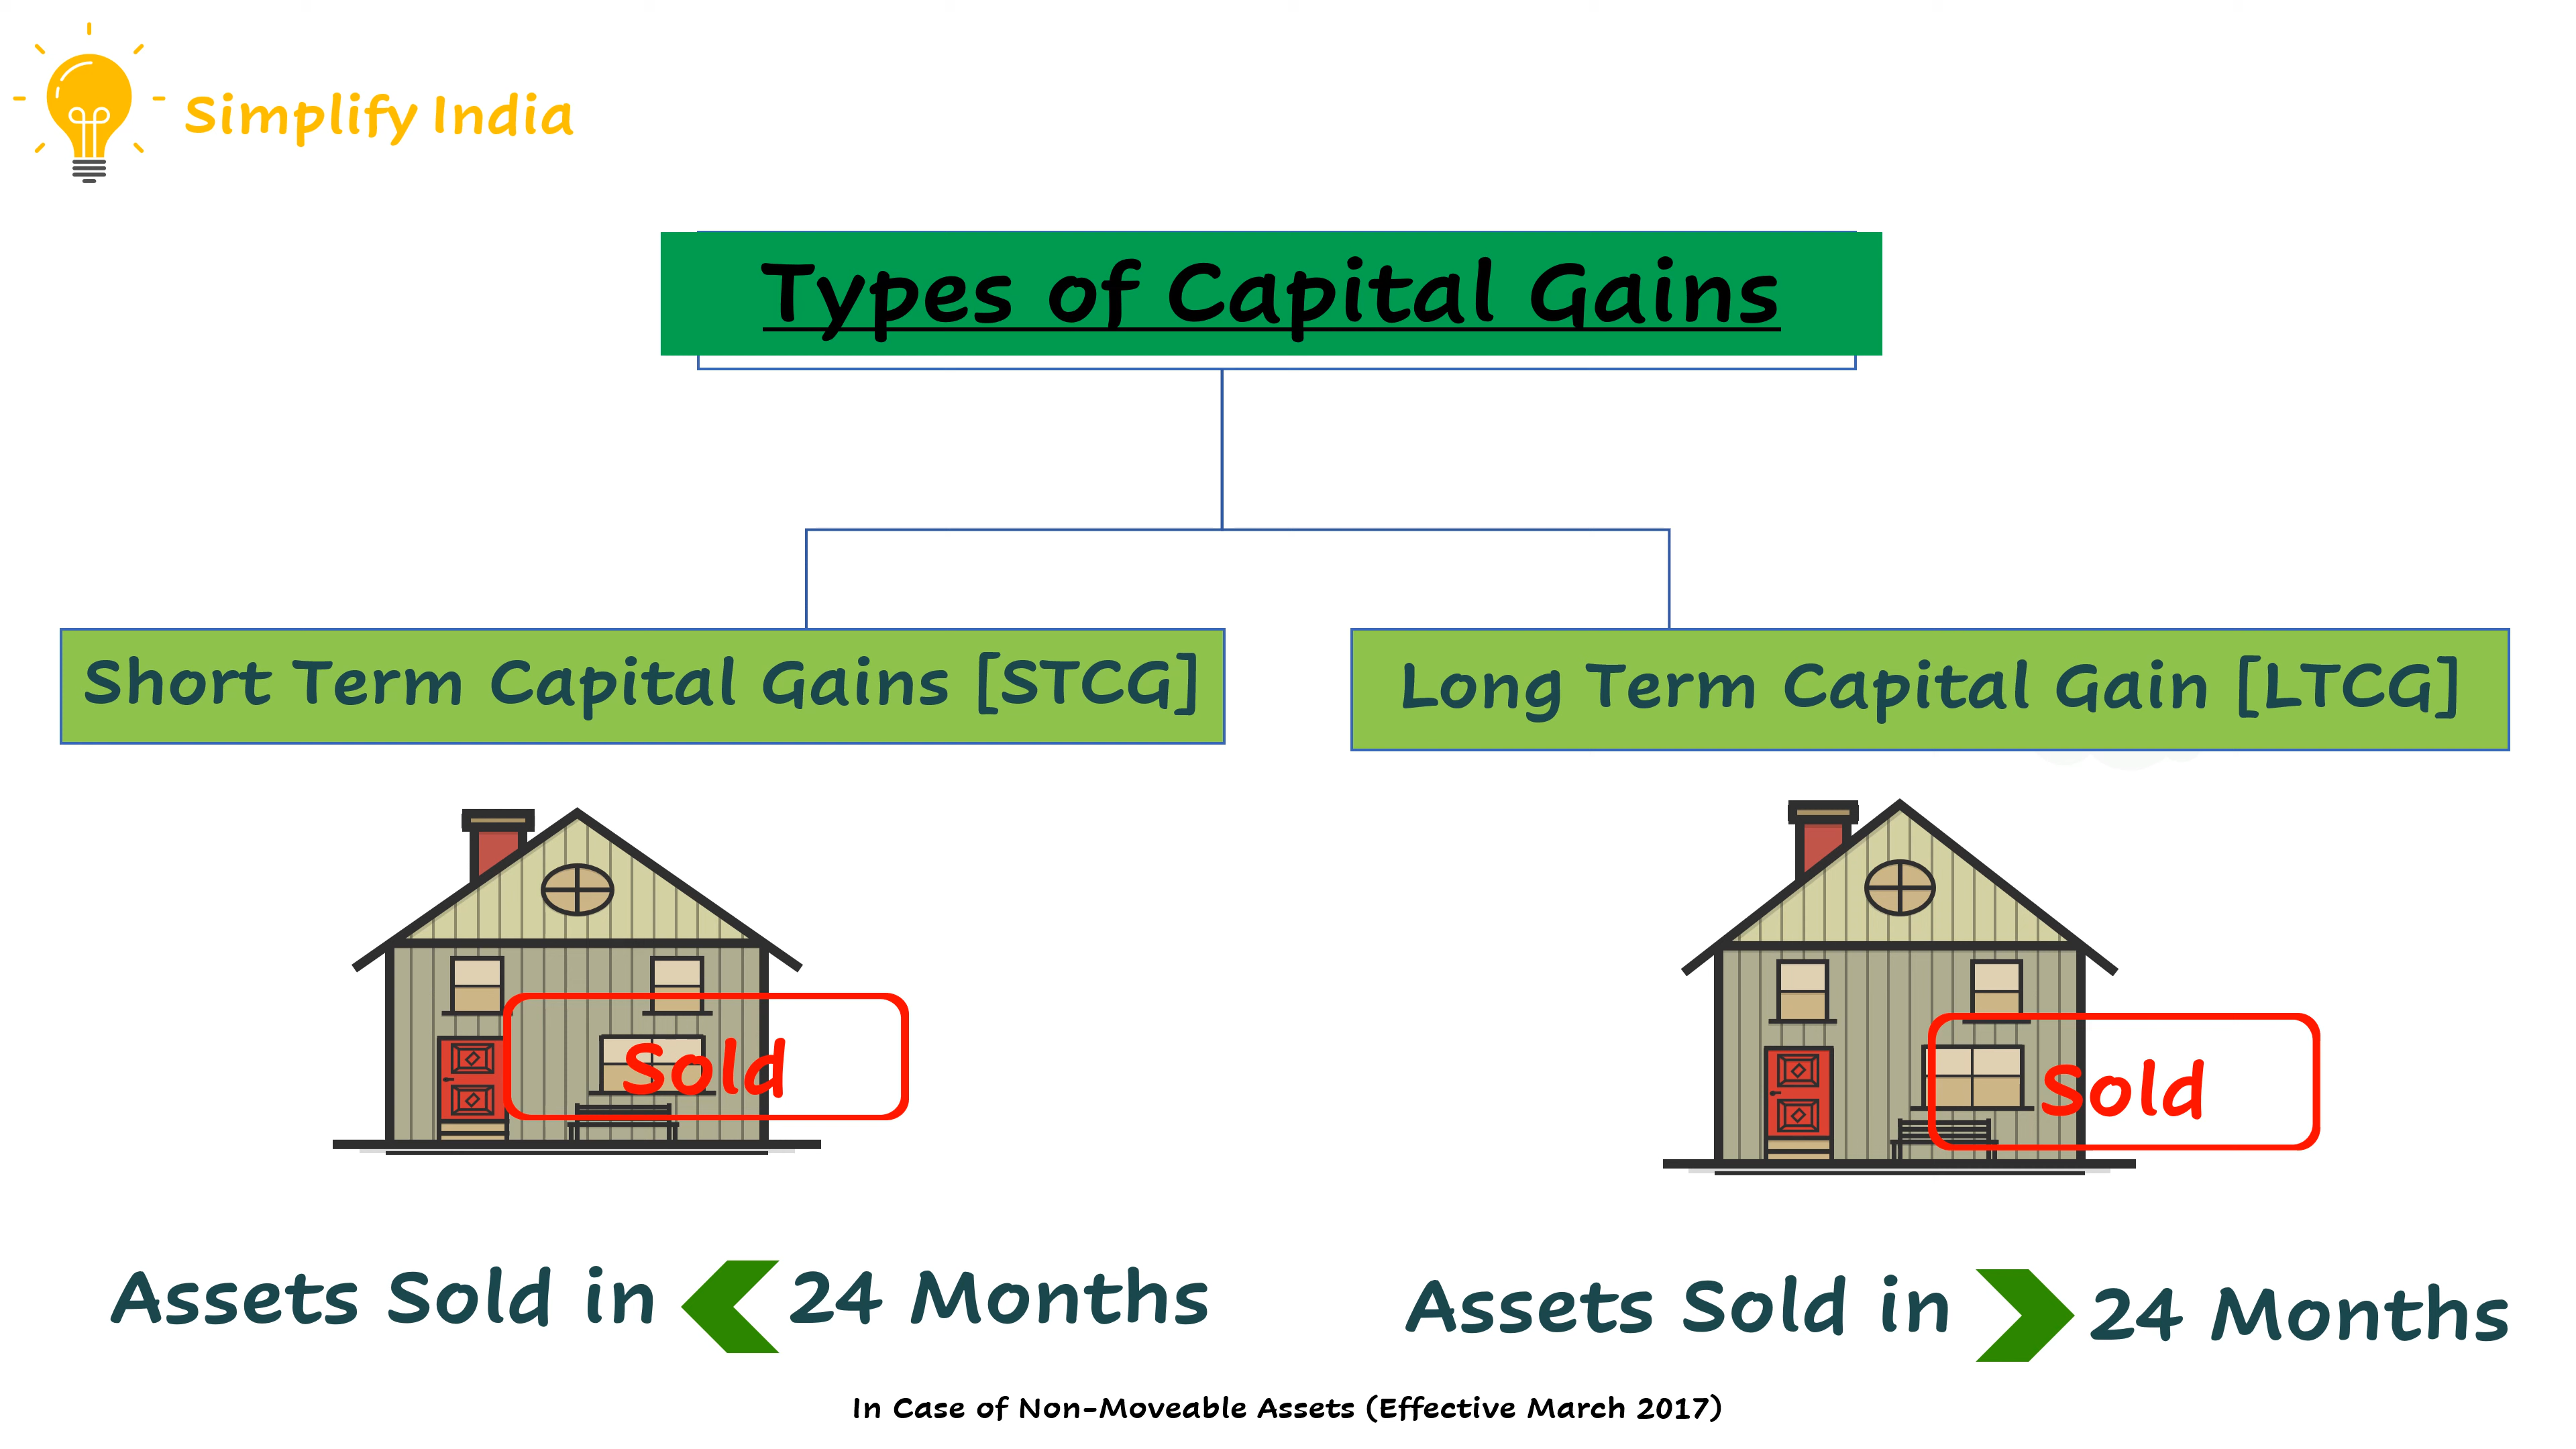 Simplify India
Types of Capital Gains
Short Term Capital Gains [STCG]
Long Term Capital Gain [LTCG]
Sold
Sold
Assets Sold in 24 Months
Assets Sold in 24 Months
In Case of Non-Moveable Assets (Effective March 2017)